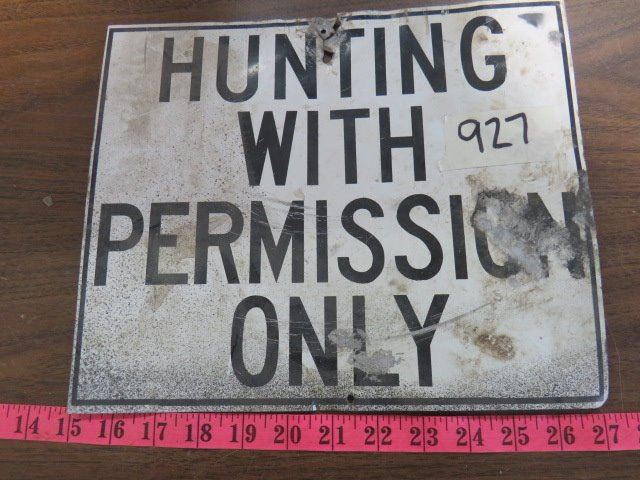 HUNTING
WITH
927
PERMISSION
ONLY
14 15 16 17 18 19 20 21 22 23 24 25 26 27